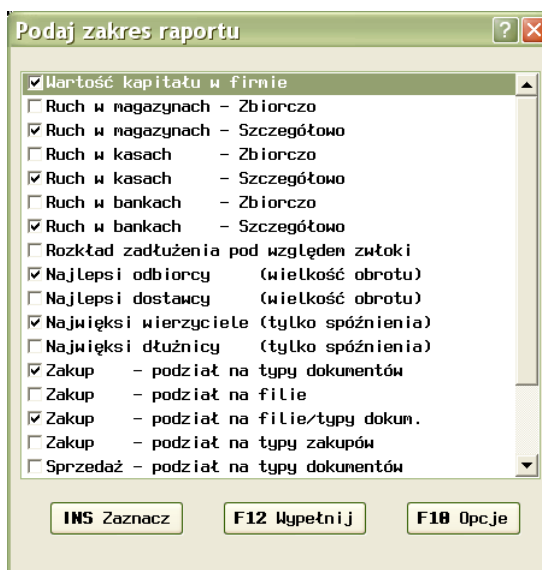 Podaj zakres raportu
Wartość kapitału w firmie
Ruch w magazynach - Zbiorczo
Ruch w magazynach - Szczegółowo
Ruch w kasach - Zbiorczo
Ruch w kasach - Szczegółowo
Ruch w bankach - Zbiorczo
Ruch w bankach - Szczegółowo
Rozkład zadłużenia pod względem zwłoki
Najlepsi odbiorcy (wielkość obrotu)
Najlepsi dostawcy (wielkość obrotu)
Najwięksi wierzyciele (tylko spóźnienia)
Najwięksi dłużnicy (tylko spóźnienia)
Zakup - podział na typy dokumentów
Zakup - podział na filie
Zakup - podział na filie/typy dokum.
Zakup - podział na typy zakupów
Sprzedaż - podział na typy dokumentów
INS Zaznacz F12 Wypełnij F10 Opcje